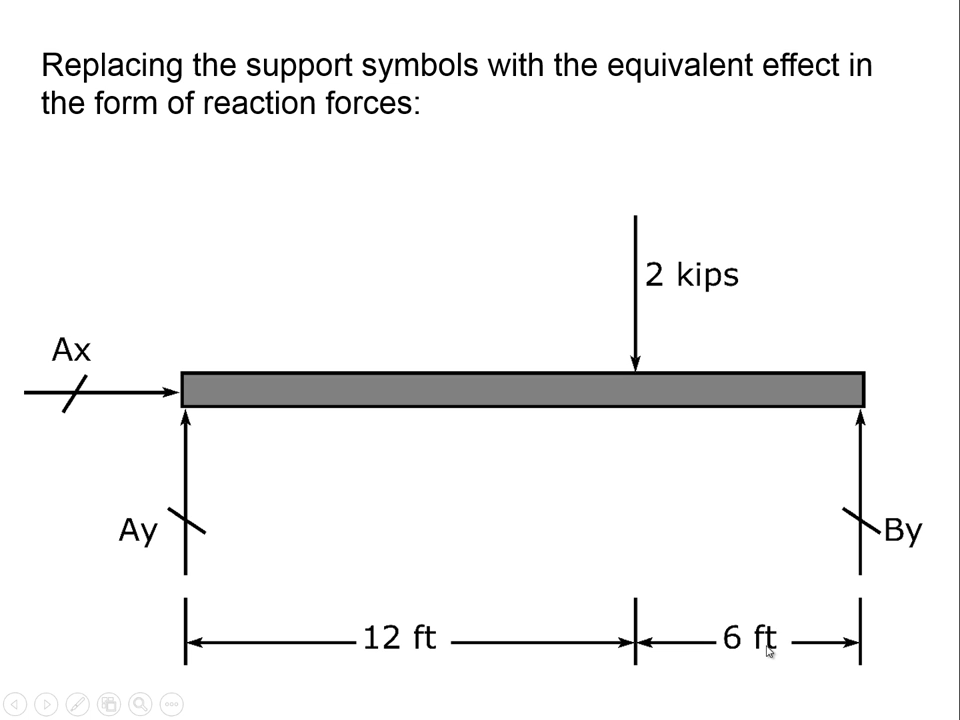 Replacing the support symbols with the equivalent effect in
the form of reaction forces:
2 kips
Ax
Ay
By
12 ft
6 ft